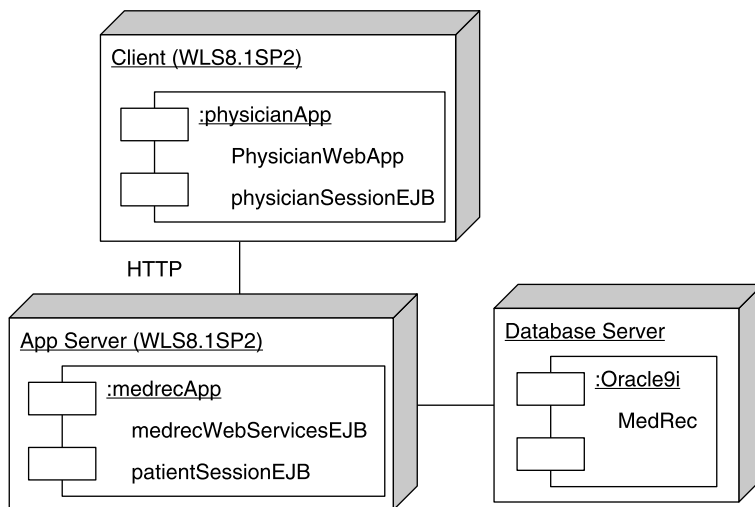 Client (WLS8.1SP2)
:physicianApp
PhysicianWebApp
physicianSessionEJB
HTTP
App Server (WLS8.1SP2)
:medrecApp
medrecWebServicesEJB
patientSessionEJB
Database Server
:Oracle9i
MedRec